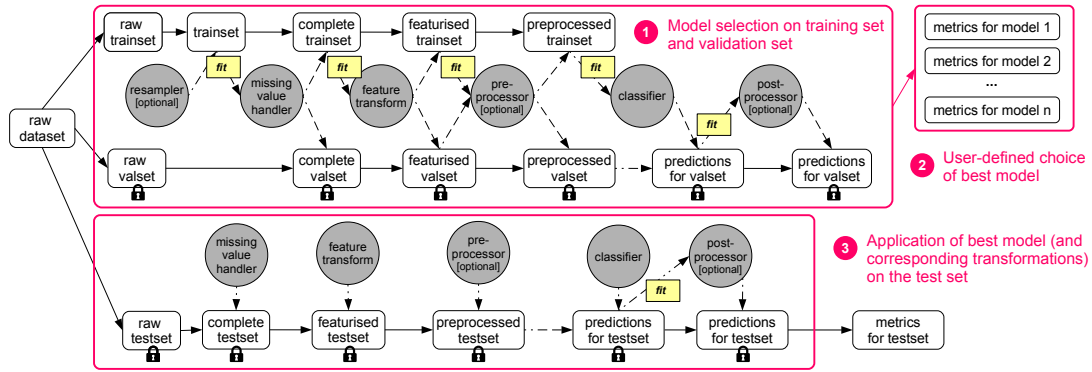 raw
trainset
trainset
complete
trainset
featurised
trainset
preprocessed
trainset
1 Model selection on training set
and validation set
metrics for model 1
metrics for model 2
...
metrics for model n
fit
fit
fit
fit
resampler
[optional]
missing
value
handler
feature
transform
pre-
processor
[optional]
classifier
fit
post-
processor
[optional]
raw
dataset
raw
valset
complete
valset
featurised
valset
preprocessed
valset
predictions
for valset
predictions
for valset
2 User-defined choice
of best model
missing
value
handler
feature
transform
pre-
processor
[optional]
classifier
fit
post-
processor
[optional]
3 Application of best model (and
corresponding transformations)
on the test set
raw
testset
complete
testset
featurised
testset
preprocessed
testset
predictions
for testset
predictions
for testset
metrics
for testset